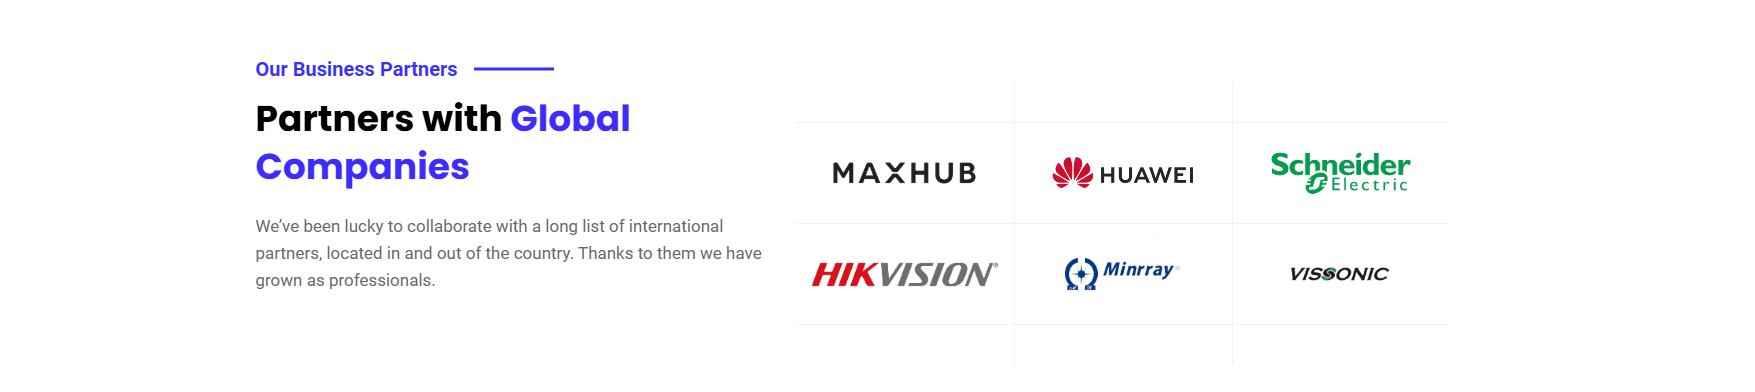 Our Business Partners
Partners with Global
Companies
We've been lucky to collaborate with a long list of international
partners, located in and out of the country. Thanks to them we have
grown as professionals.
MAXHUB
HUAWEI
Schneider
Electric
HIKVISION®
Minrray®
VISSONIC